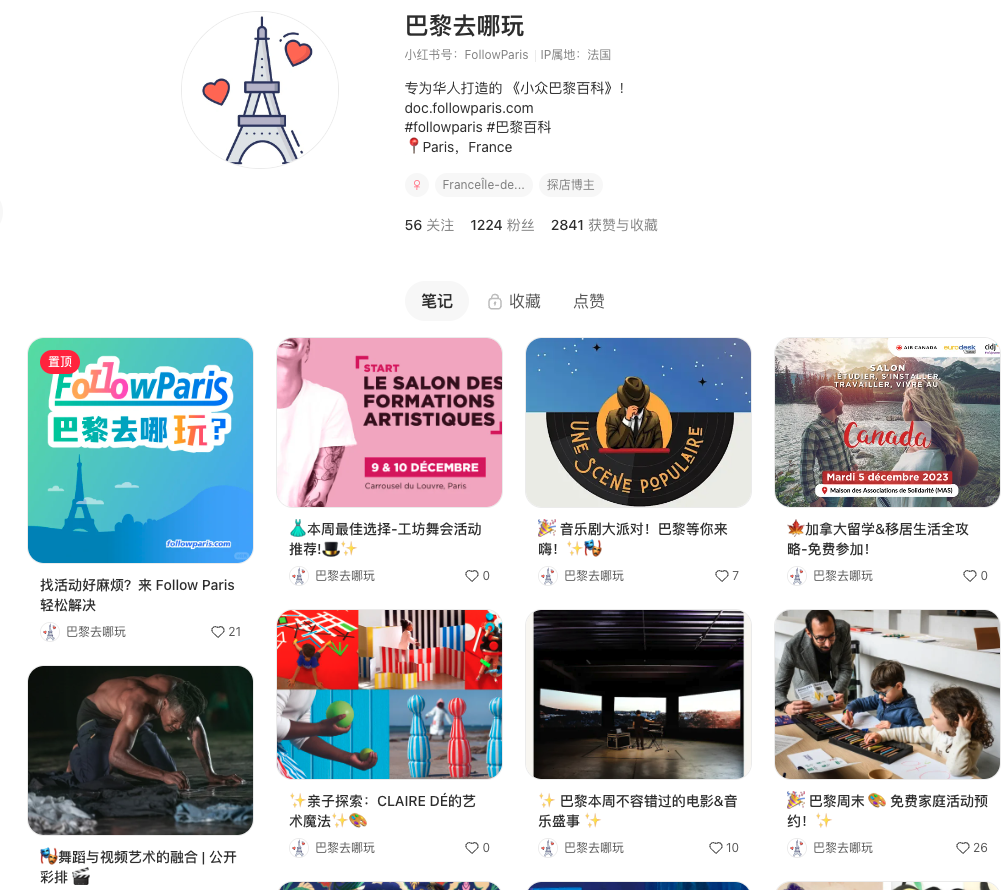 巴黎去哪玩
小红书号：FollowParis
IP属地：法国
专为华人打造的 《小众巴黎百科》！
doc.followparis.com
#followparis #巴黎百科
📍Paris，France
FranceÎle-de...
探店博主
56 关注
1224 粉丝
2841 获赞与收藏
笔记
收藏
点赞
置顶
FollowParis
巴黎去哪玩?
followparis.com
找活动好麻烦？来 Follow Paris
轻松解决
巴黎去哪玩
21
START
LE SALON DES
FORMATIONS
ARTISTIQUES
9 & 10 DÉCEMBRE
Carrousel du Louvre, Paris
👗本周最佳选择-工坊舞会活动
推荐!🎩✨
巴黎去哪玩
0
UNE SCÈNE POPULAIRE
🎉音乐剧大派对！巴黎等你来
嗨！✨🎭
巴黎去哪玩
7
AIR CANADA
eurodesk
SALON
ÉTUDIER, S'INSTALLER,
TRAVAILLER, VIVRE AU
Canada
Mardi 5 décembre 2023
Maison des Associations de Solidarité (MAS)
🍁加拿大留学&移居生活全攻
略-免费参加！
巴黎去哪玩
0
🎭舞蹈与视频艺术的融合 | 公开
彩排 🎬
✨亲子探索：CLAIRE DÉ的艺
术魔法✨🎨
巴黎去哪玩
0
✨ 巴黎本周不容错过的电影&音
乐盛事 ✨
巴黎去哪玩
10
🎉 巴黎周末 🎨 免费家庭活动预
约！✨
巴黎去哪玩
26